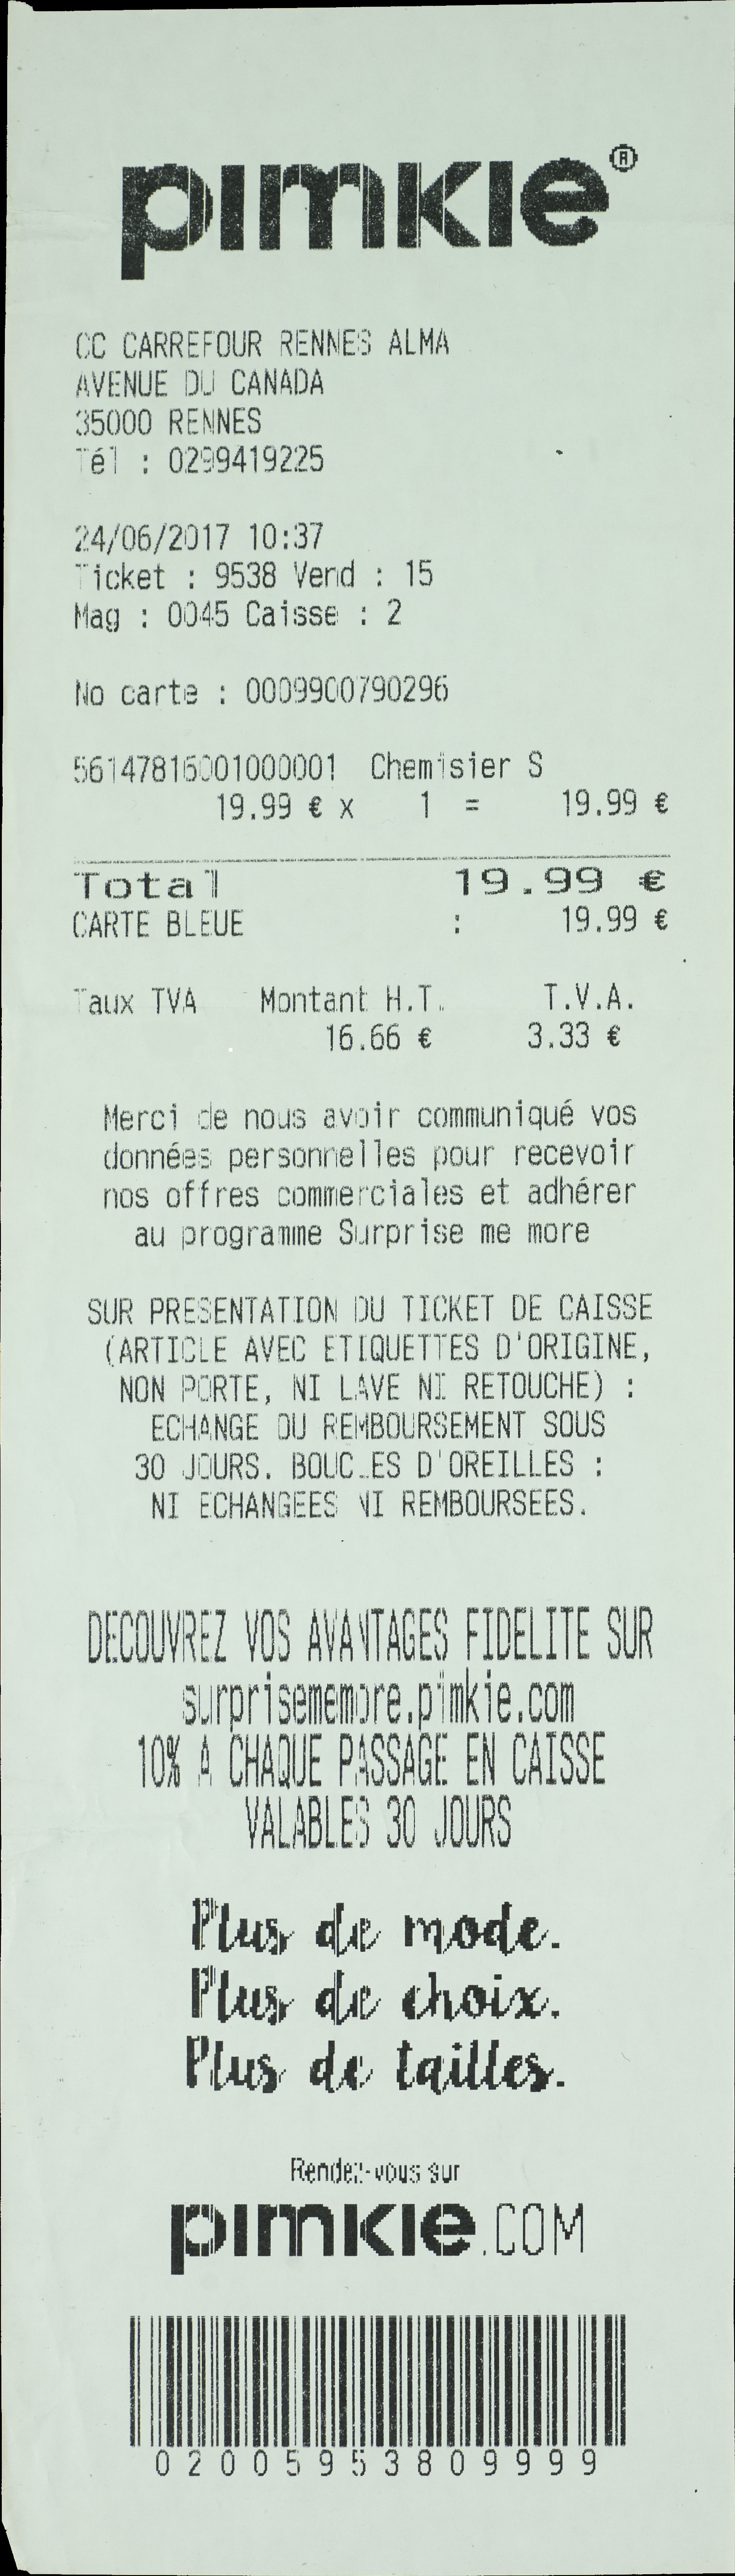 pimkie®
CC CARREFOUR RENNES ALMA
AVENUE DU CANADA
35000 RENNES
Tél : 0299419225
24/06/2017 10:37
Ticket : 9538 Vend : 15
Mag : 0045 Caisse : 2
No carte : 0009900790296
56147816001000001 Chemisier S
19.99 € x 1 = 19.99 €
Total 19.99 €
CARTE BLEUE : 19.99 €
Taux TVA Montant H.T. T.V.A.
16.66 € 3.33 €
Merci de nous avoir communiqué vos
données personnelles pour recevoir
nos offres commerciales et adhérer
au programme Surprise me more
SUR PRESENTATION DU TICKET DE CAISSE
(ARTICLE AVEC ETIQUETTES D'ORIGINE,
NON PORTE, NI LAVE NI RETOUCHE) :
ECHANGE OU REMBOURSEMENT SOUS
30 JOURS. BOUCLES D'OREILLES :
NI ECHANGEES NI REMBOURSEES.
DECOUVREZ VOS AVANTAGES FIDELITE SUR
surprisememore.pimkie.com
10% A CHAQUE PASSAGE EN CAISSE
VALABLES 30 JOURS
Plus de mode.
Plus de choix.
Plus de tailles.
Rendez-vous sur
pimkie.COM
0200595380 9999